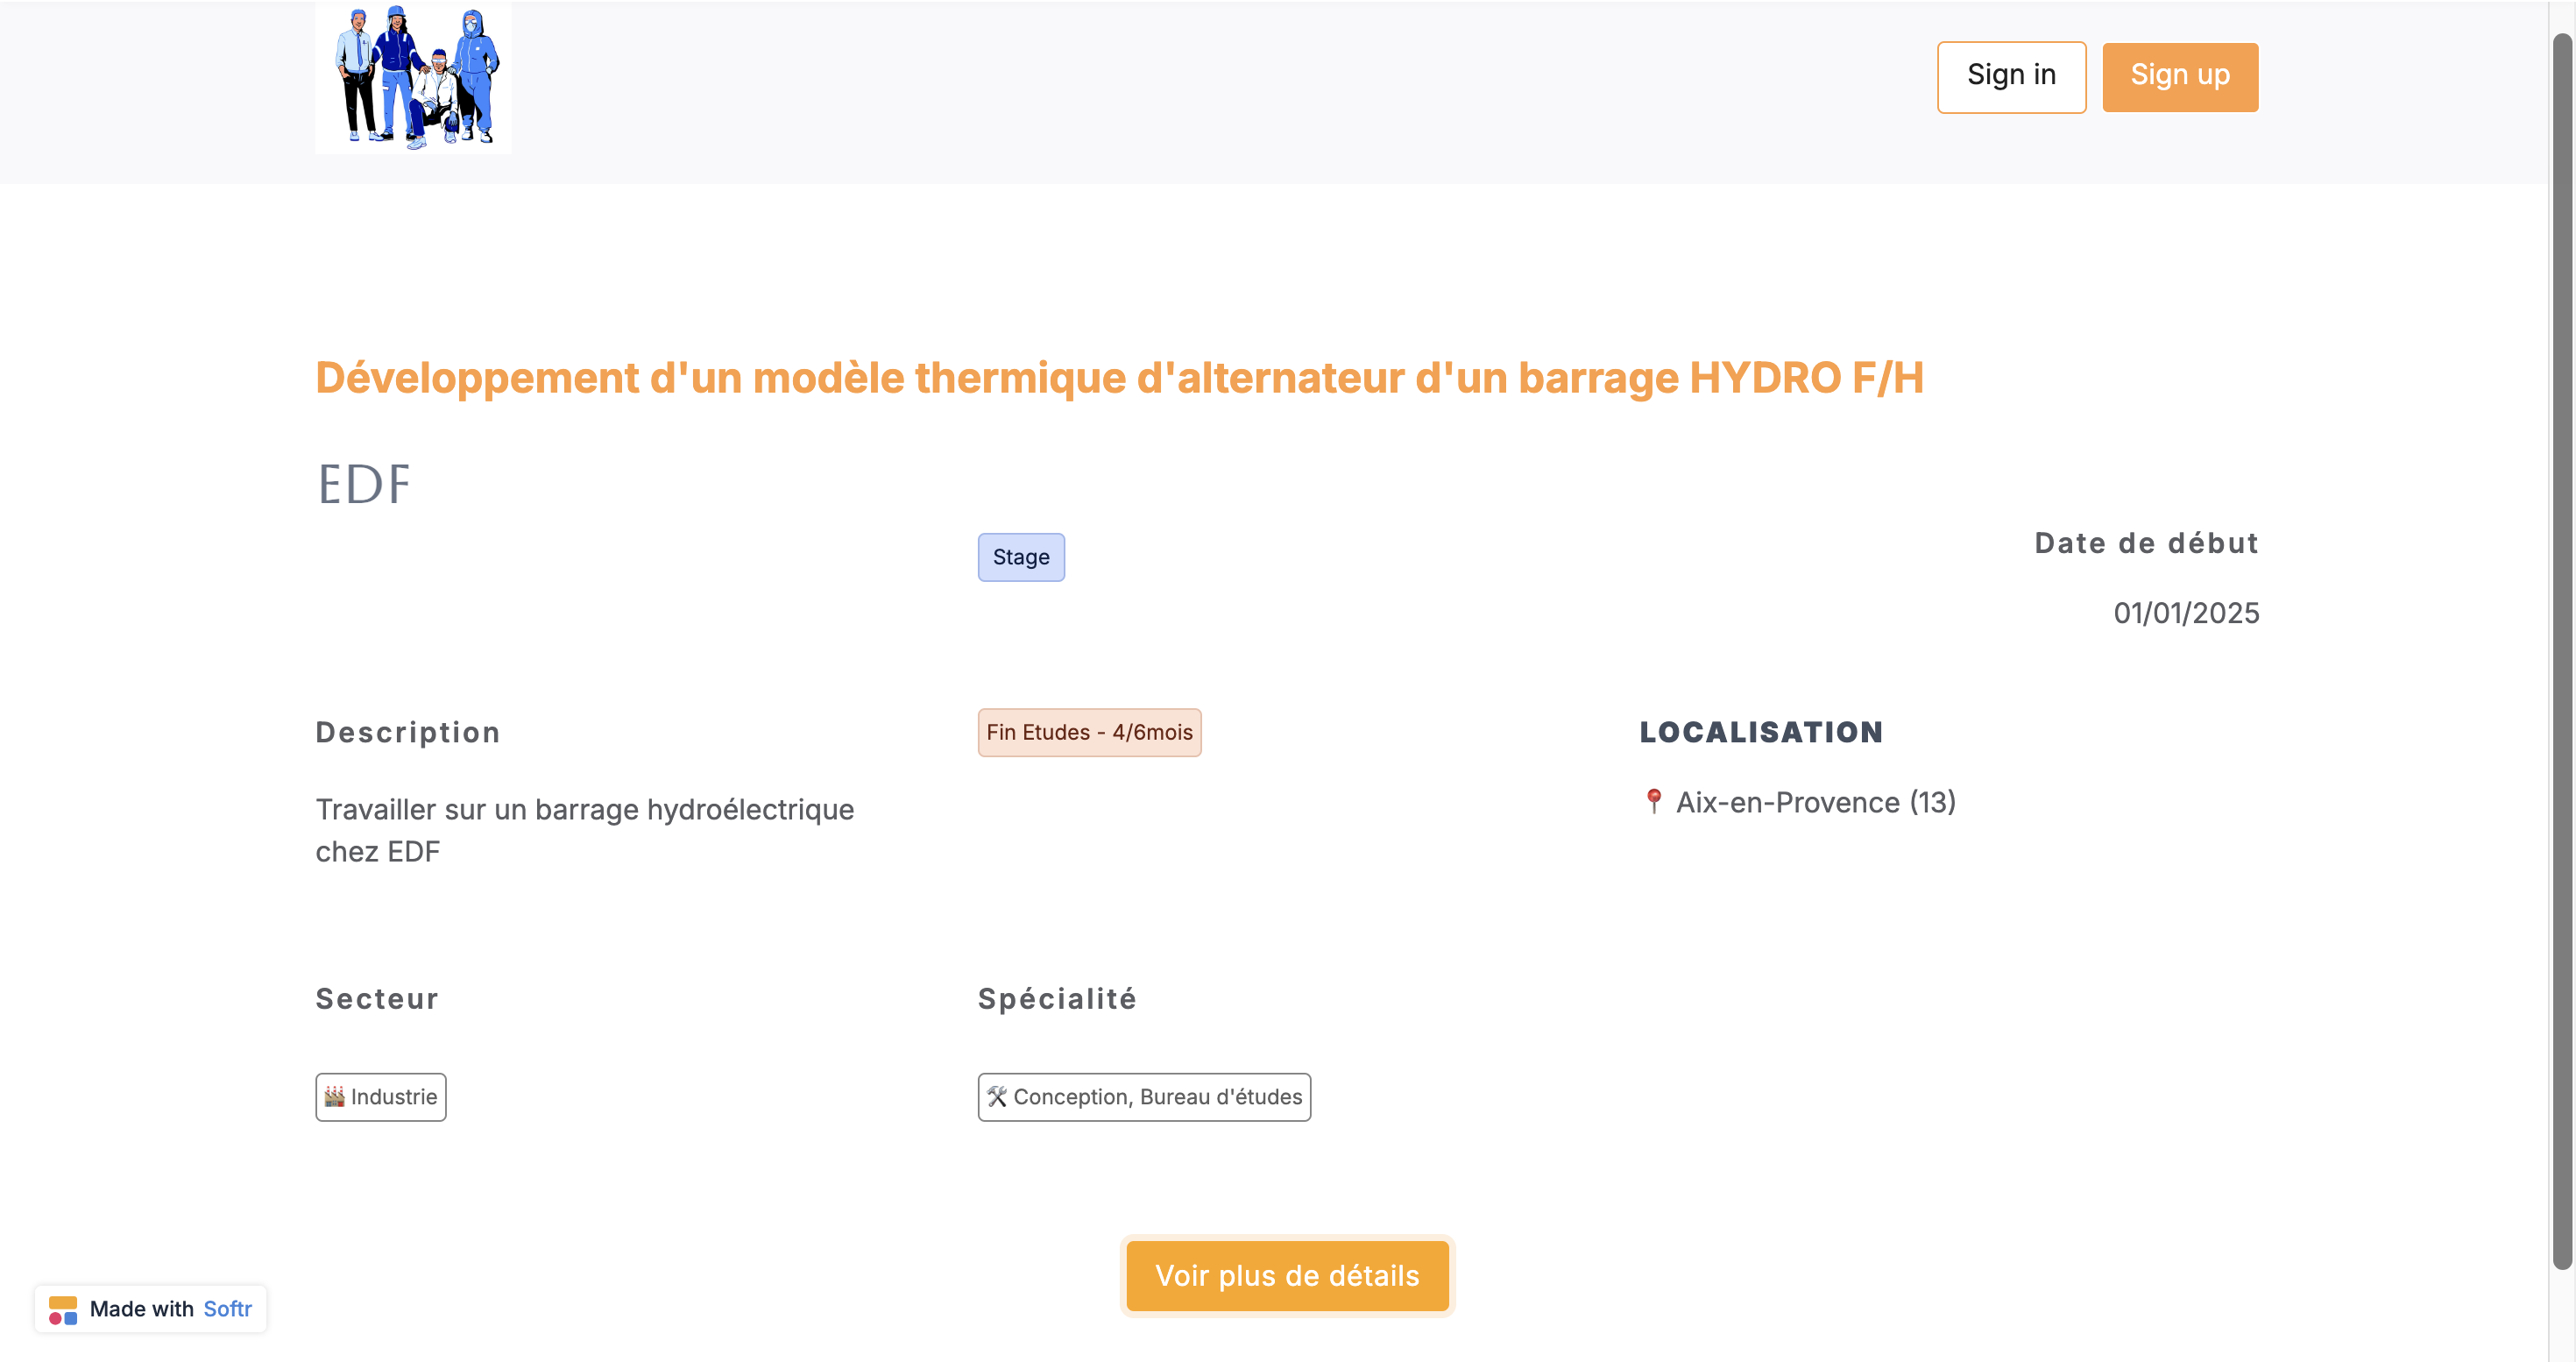 Sign in
Sign up
Développement d'un modèle thermique d'alternateur d'un barrage HYDRO F/H
EDF
Stage
Date de début
01/01/2025
Description
Fin Etudes - 4/6mois
LOCALISATION
Travailler sur un barrage hydroélectrique
chez EDF
📍 Aix-en-Provence (13)
Secteur
Spécialité
🏭 Industrie
🛠 Conception, Bureau d'études
Voir plus de détails
Made with Softr